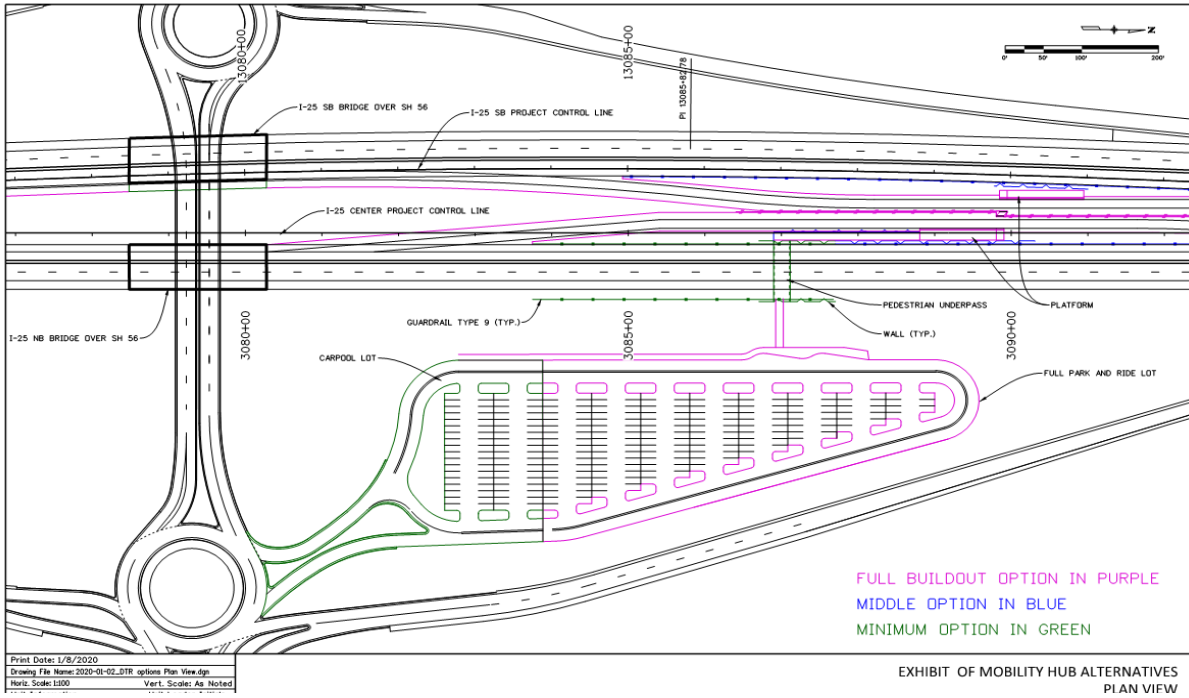 13080+00
13085+00
PI 13085+82.78
N
0'
50'
100'
200'
I-25 SB BRIDGE OVER SH 56
I-25 SB PROJECT CONTROL LINE
I-25 CENTER PROJECT CONTROL LINE
I-25 NB BRIDGE OVER SH 56
3080+00
3085+00
3090+00
PEDESTRIAN UNDERPASS
PLATFORM
GUARDRAIL TYPE 9 (TYP.)
WALL (TYP.)
CARPOOL LOT
FULL PARK AND RIDE LOT
FULL BUILDOUT OPTION IN PURPLE
MIDDLE OPTION IN BLUE
MINIMUM OPTION IN GREEN
Print Date: 1/8/2020
Drawing File Name: 2020-01-02_DTR options Plan View.dgn
Horiz. Scale: 1:100 Vert. Scale: As Noted
EXHIBIT OF MOBILITY HUB ALTERNATIVES
PLAN VIEW